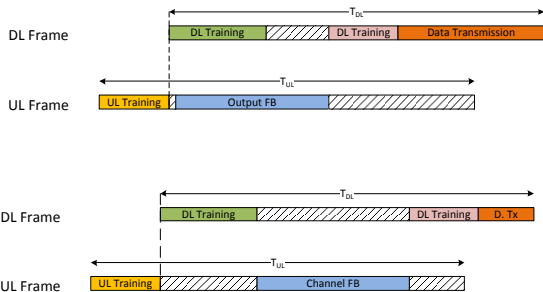 T_DL
DL Frame DL Training DL Training Data Transmission
T_UL
UL Frame UL Training Output FB
T_DL
DL Frame DL Training DL Training D. Tx
T_UL
UL Frame UL Training Channel FB